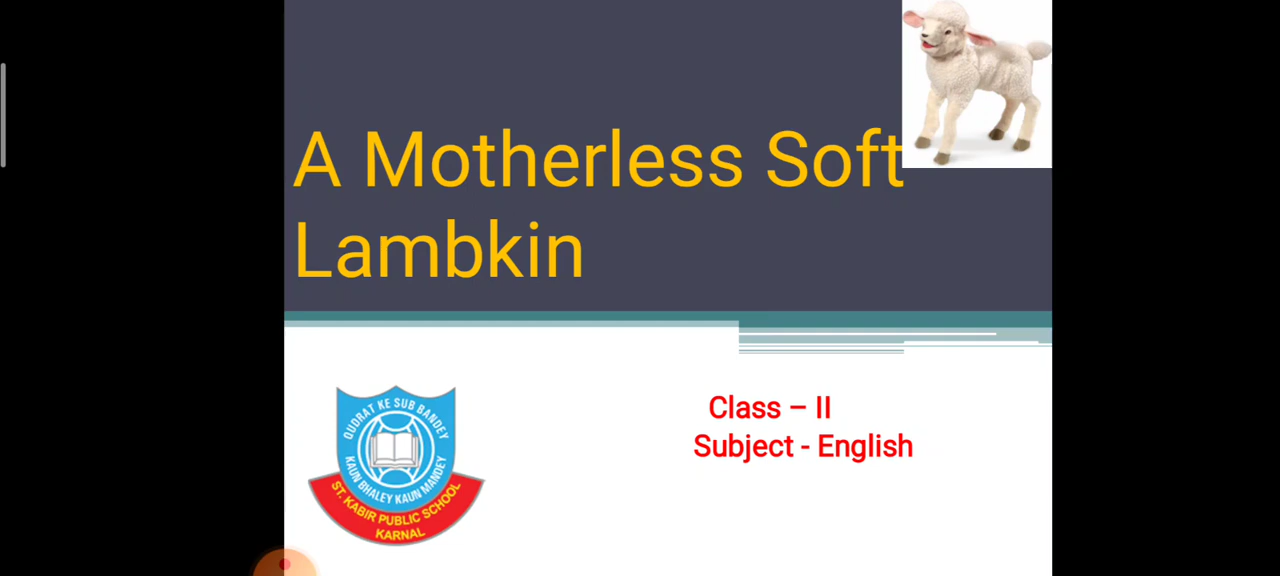 A Motherless Soft
Lambkin
QUDRAT KE SUB BANDEY
KAUN BHALEY KAUN MANDEY
ST. KABIR PUBLIC SCHOOL
KARNAL
Class – II
Subject - English